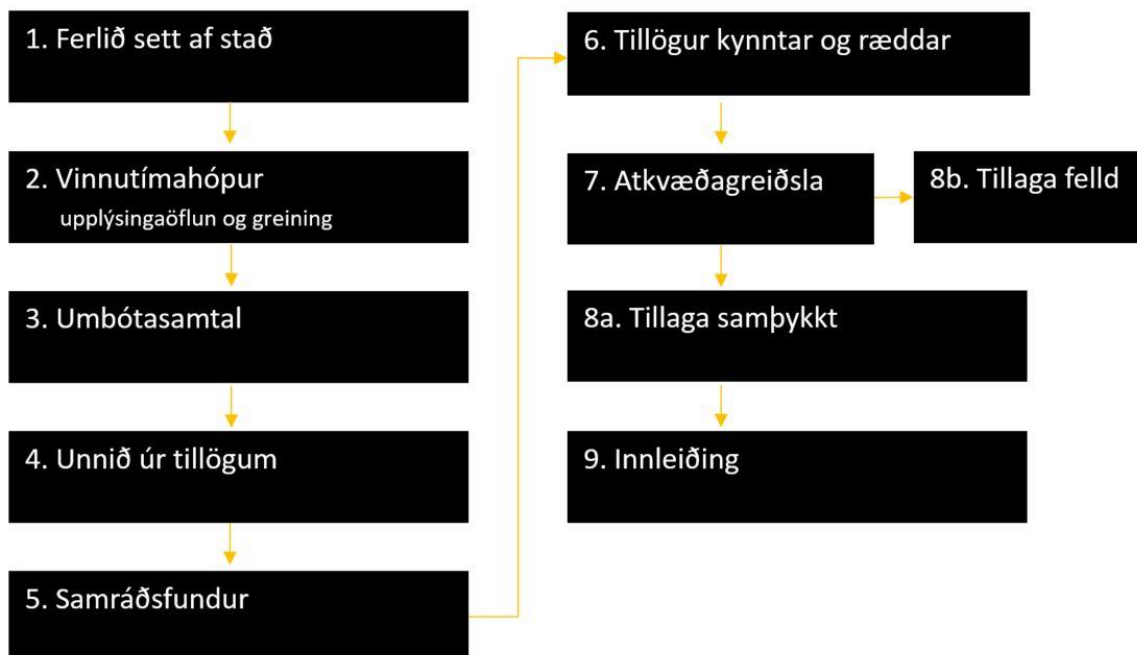 1. Ferlið sett af stað
2. Vinnutímahópur
upplýsingaöflun og greining
3. Umbótasamtal
4. Unnið úr tillögum
5. Samráðsfundur
6. Tillögur kynntar og ræddar
7. Atkvæðagreiðsla
8b. Tillaga felld
8a. Tillaga samþykkt
9. Innleiðing